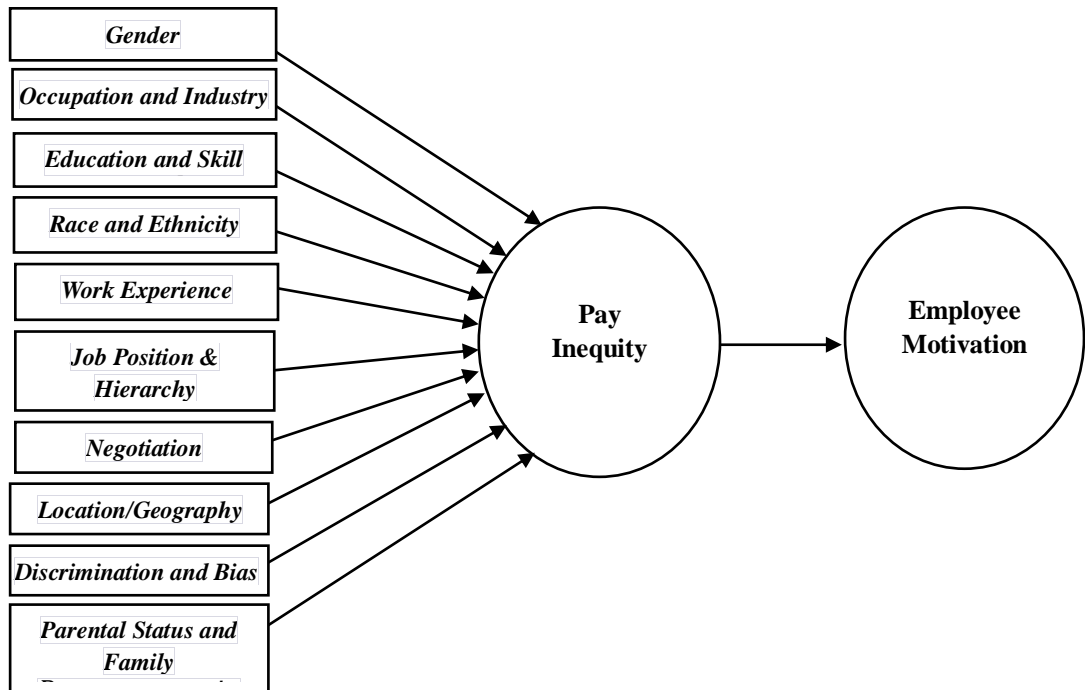 Gender
Occupation and Industry
Education and Skill
Race and Ethnicity
Work Experience
Job Position &
Hierarchy
Negotiation
Location/Geography
Discrimination and Bias
Parental Status and
Family
Pay
Inequity
Employee
Motivation